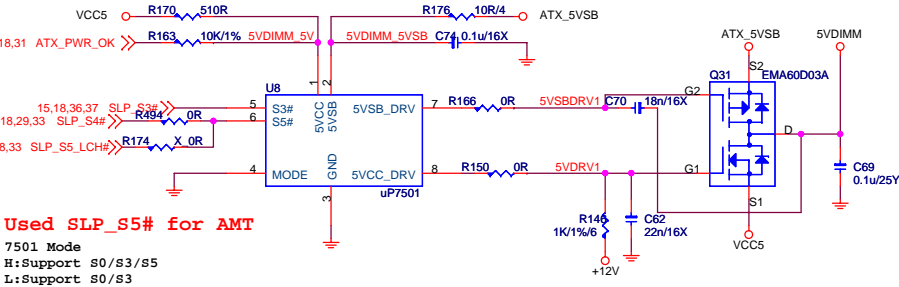 VCC5 R170 510R R176 10R/4 ATX_5VSB
18,31 ATX_PWR_OK R163 10K/1% 5VDIMM_5V 5VDIMM_5VSB C74 0.1u/16X
ATX_5VSB 5VDIMM
S2
Q31 EMA60D03A
U8 1 2
5VCC 5VSB
15,18,36,37 SLP_S3# 5 S3# 5VSB_DRV 7 R166 0R 5VSBDRV1 C70 18n/16X G2
18,29,33 SLP_S4# R494 0R 6 S5#
D
8,33 SLP_S5_LCH# R174 X_0R
4 MODE GND 5VCC_DRV 8 R150 0R 5VDRV1 G1
C69
0.1u/25Y
uP7501
3
S1
R146
1K/1%/6
C62
22n/16X
VCC5
+12V
Used SLP_S5# for AMT
7501 Mode
H:Support S0/S3/S5
L:Support S0/S3